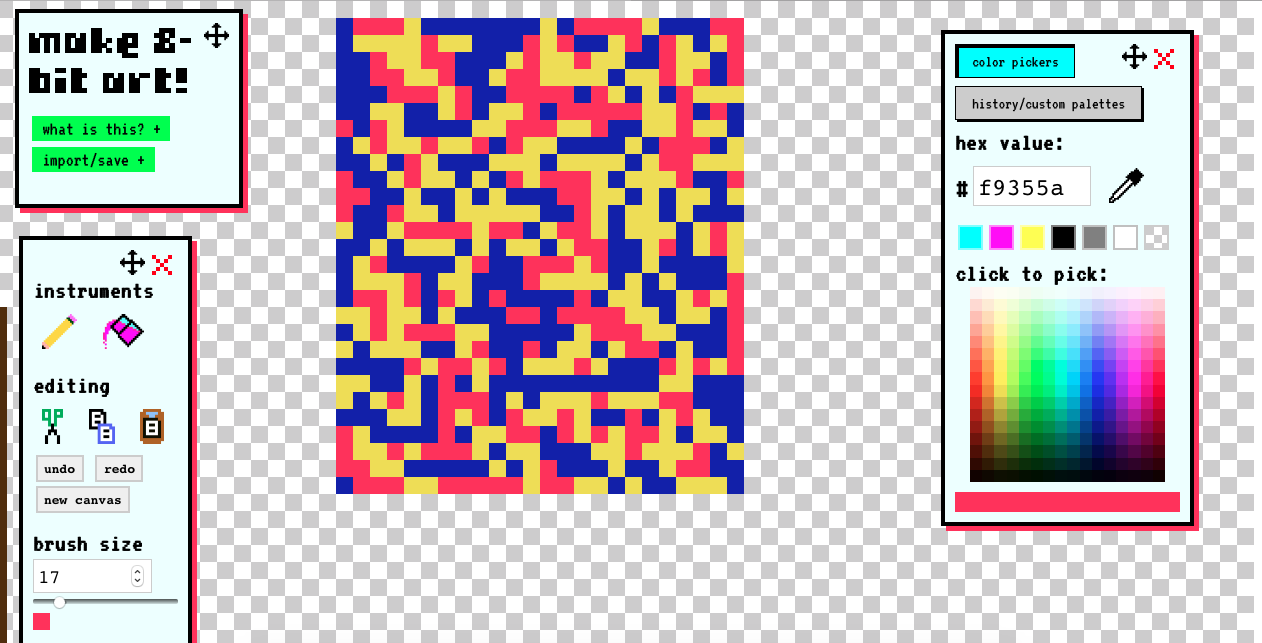 make 8-
bit art!
what is this? +
import/save +
instruments
editing
undo redo
new canvas
brush size
17
color pickers
history/custom palettes
hex value:
# f9355a
click to pick: